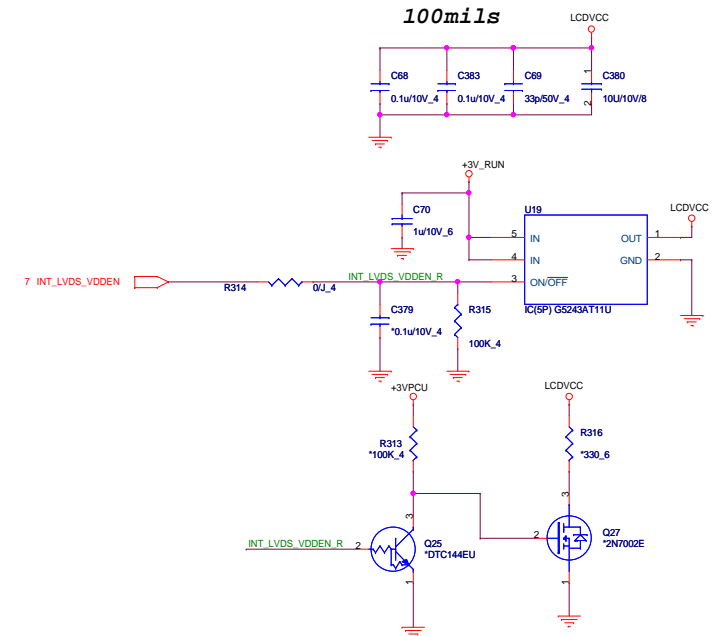 100mils
LCDVCC
C68
0.1u/10V_4
C383
0.1u/10V_4
C69
33p/50V_4
1
C380
10U/10V/8
2
+3V_RUN
C70
1u/10V_6
U19
LCDVCC
5
IN
OUT
1
4
IN
GND
2
3
ON/OFF
IC(5P) G5243AT11U
7 INT_LVDS_VDDEN
R314
0/J_4
INT_LVDS_VDDEN_R
C379
*0.1u/10V_4
R315
100K_4
+3VPCU
LCDVCC
R313
*100K_4
R316
*330_6
INT_LVDS_VDDEN_R
2
3
1
Q25
*DTC144EU
2
3
1
Q27
*2N7002E